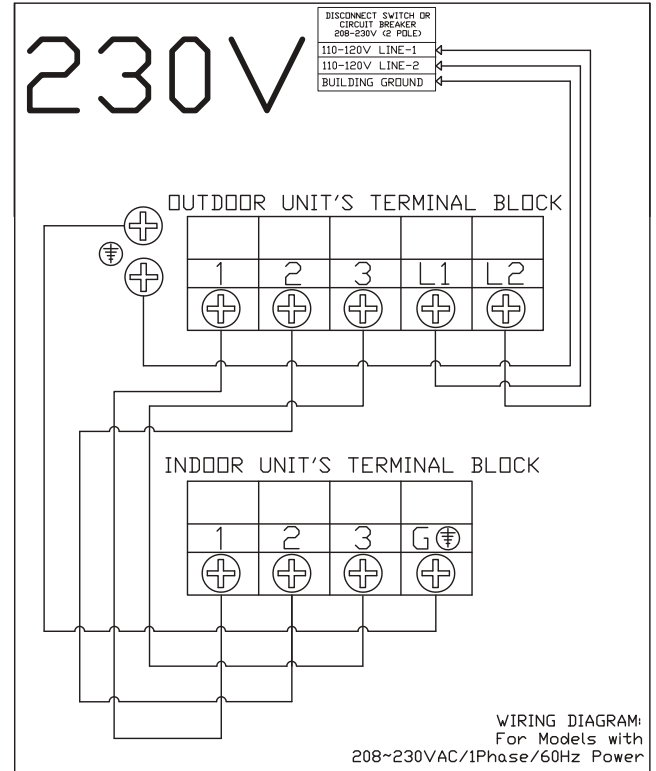 230V
DISCONNECT SWITCH OR
CIRCUIT BREAKER
208-230V (2 POLE)
110-120V LINE-1
110-120V LINE-2
BUILDING GROUND
OUTDOOR UNIT'S TERMINAL BLOCK
1 2 3 L1 L2
INDOOR UNIT'S TERMINAL BLOCK
1 2 3 G
WIRING DIAGRAM:
For Models with
208~230VAC/1Phase/60Hz Power